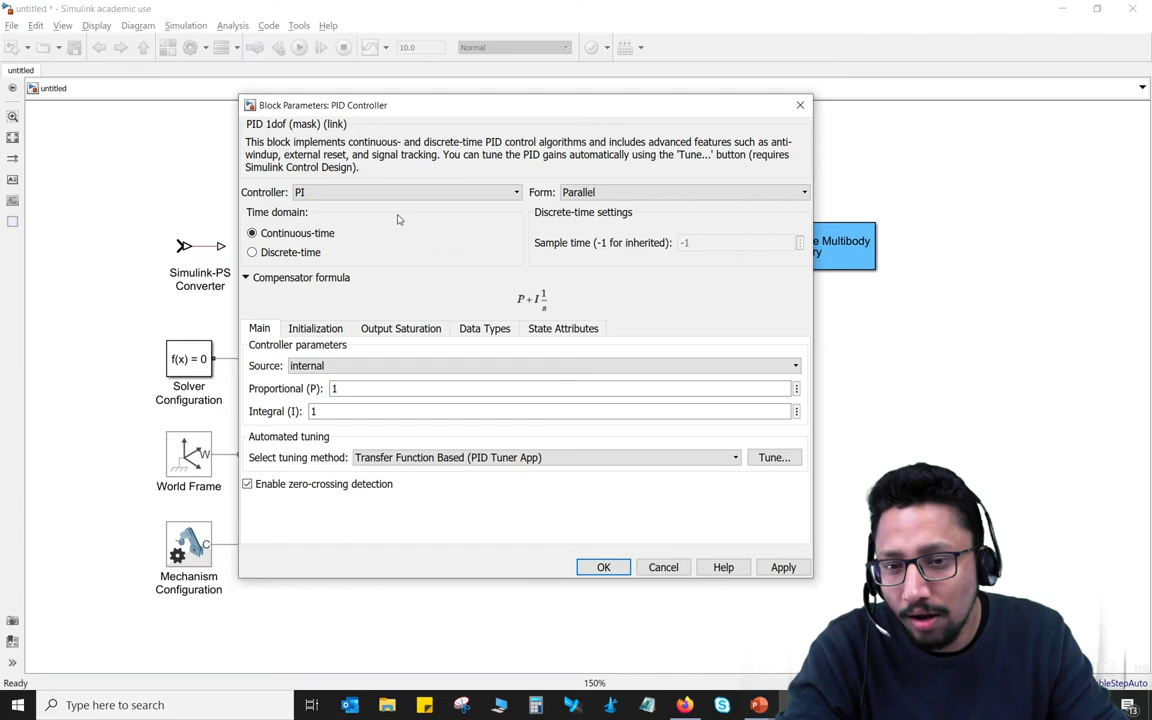 untitled * - Simulink academic use
File Edit View Display Diagram Simulation Analysis Code Tools Help
10.0 Normal
untitled
untitled
Block Parameters: PID Controller
PID 1dof (mask) (link)
This block implements continuous- and discrete-time PID control algorithms and includes advanced features such as anti-
windup, external reset, and signal tracking. You can tune the PID gains automatically using the 'Tune...' button (requires
Simulink Control Design).
Controller: PI Form: Parallel
Time domain: Discrete-time settings
Continuous-time
Sample time (-1 for inherited): -1
Discrete-time
Compensator formula
P+I 1/s
Main Initialization Output Saturation Data Types State Attributes
Controller parameters
Source: internal
Proportional (P): 1
Integral (I): 1
Automated tuning
Select tuning method: Transfer Function Based (PID Tuner App) Tune...
Enable zero-crossing detection
OK Cancel Help Apply
Simulink-PS
Converter
f(x) = 0
Solver
Configuration
W
World Frame
C
Mechanism
Configuration
e Multibody
ry
Ready 150% bleStepAuto
Type here to search
13